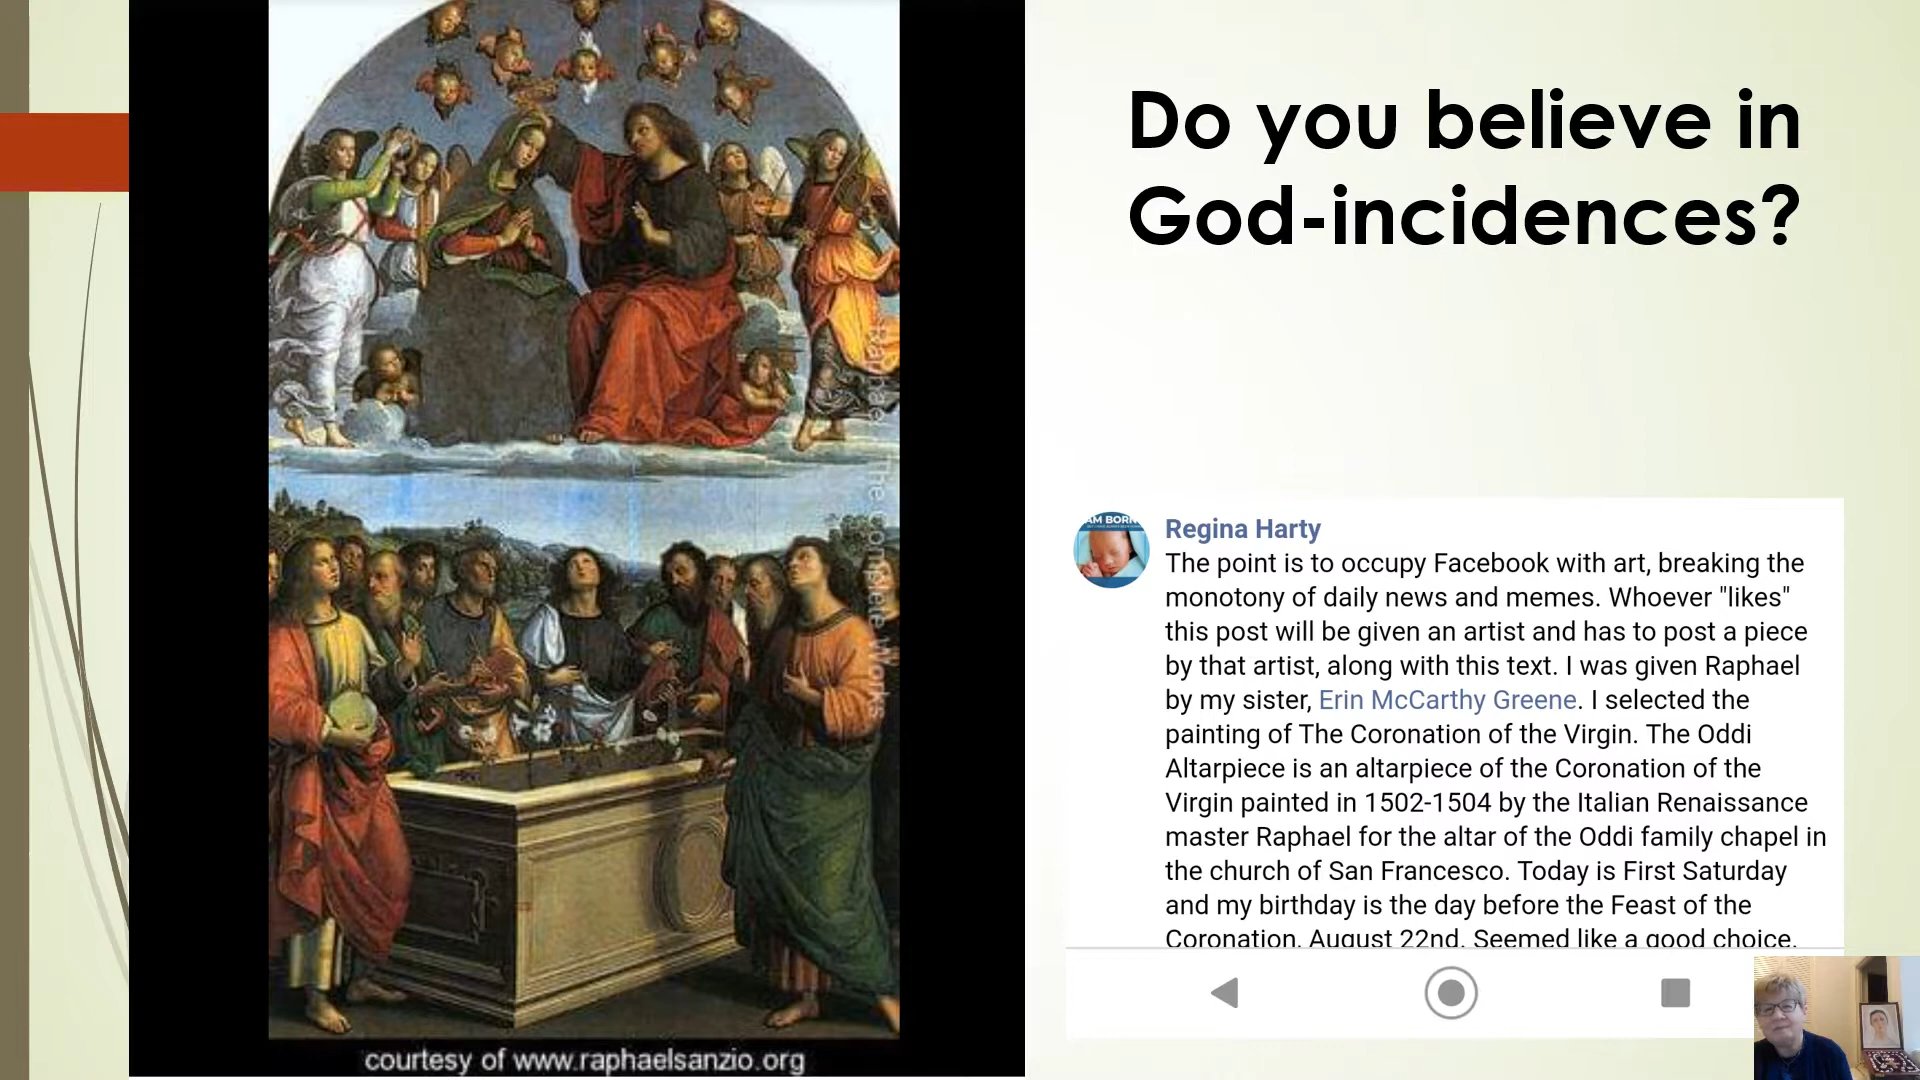 Do you believe in
God-incidences?
Raphael - The Complete Works
courtesy of www.raphaelsanzio.org
AM BORN
Regina Harty
The point is to occupy Facebook with art, breaking the
monotony of daily news and memes. Whoever "likes"
this post will be given an artist and has to post a piece
by that artist, along with this text. I was given Raphael
by my sister, Erin McCarthy Greene. I selected the
painting of The Coronation of the Virgin. The Oddi
Altarpiece is an altarpiece of the Coronation of the
Virgin painted in 1502-1504 by the Italian Renaissance
master Raphael for the altar of the Oddi family chapel in
the church of San Francesco. Today is First Saturday
and my birthday is the day before the Feast of the
Coronation, August 22nd. Seemed like a good choice.